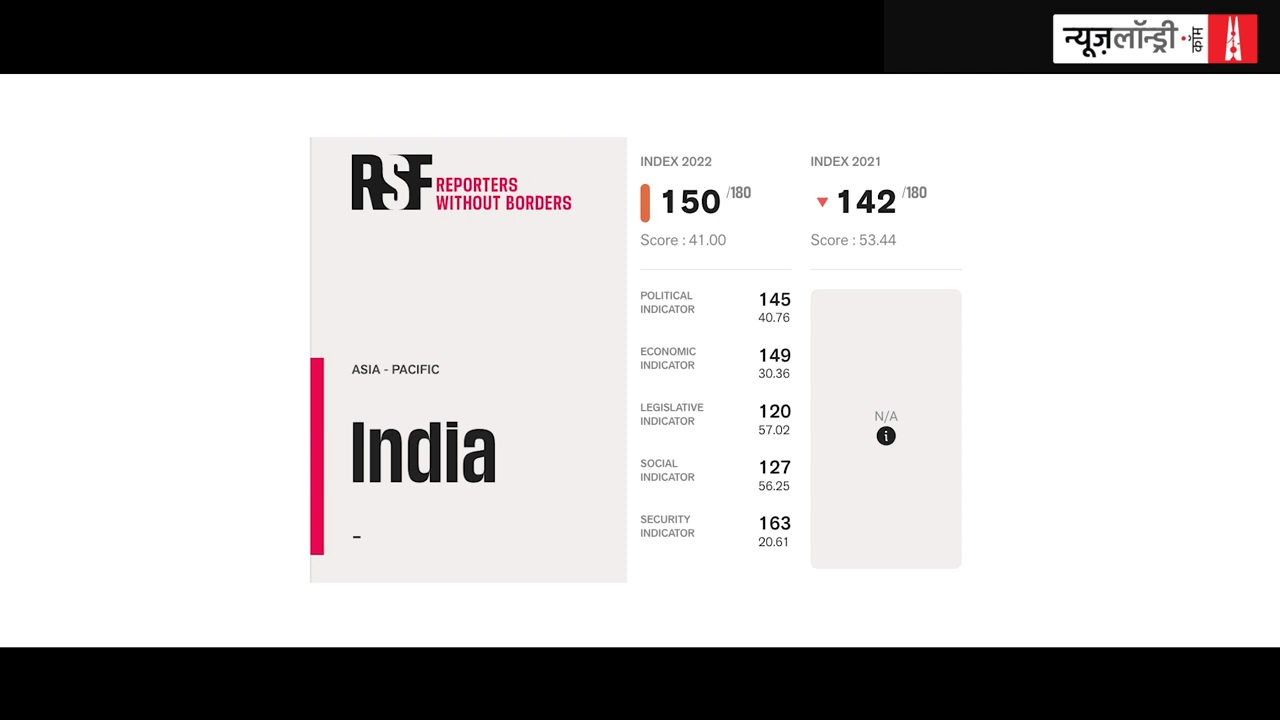 न्यूज़लॉन्ड्री.कॉम
RSF REPORTERS
WITHOUT BORDERS
ASIA - PACIFIC
India
-
INDEX 2022
150 /180
Score : 41.00
INDEX 2021
142 /180
Score : 53.44
POLITICAL
INDICATOR
145
40.76
ECONOMIC
INDICATOR
149
30.36
LEGISLATIVE
INDICATOR
120
57.02
SOCIAL
INDICATOR
127
56.25
SECURITY
INDICATOR
163
20.61
N/A
i